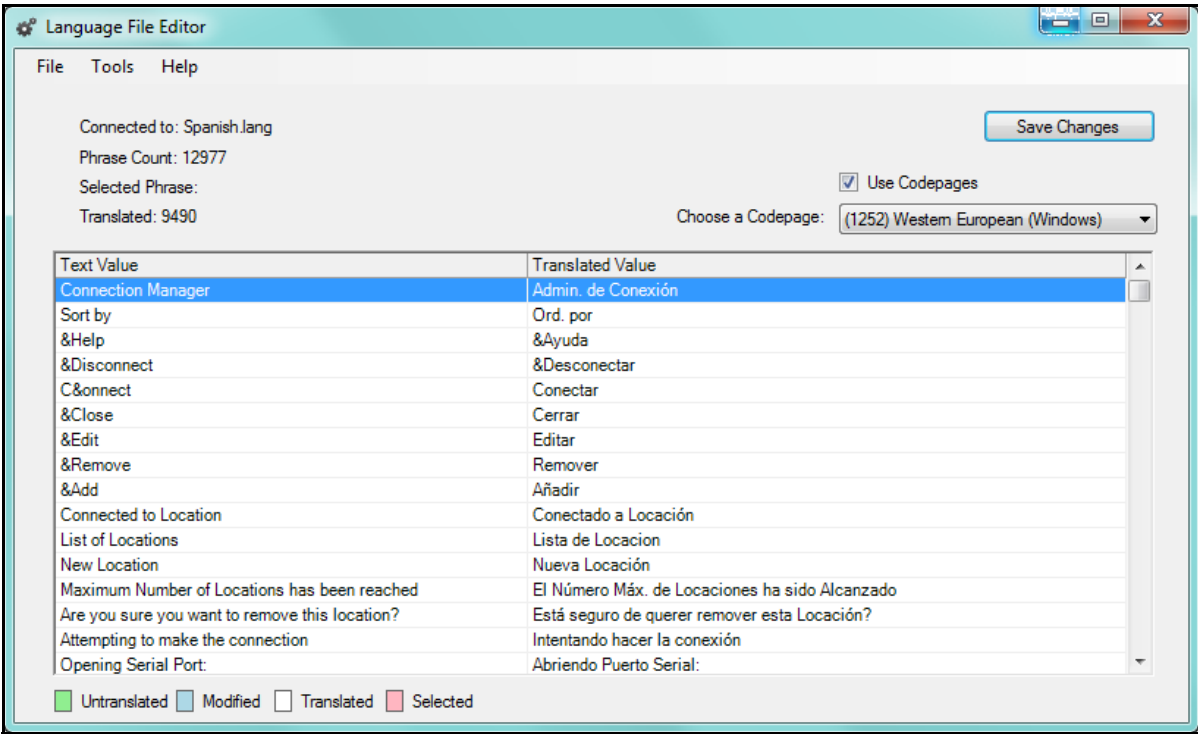 Language File Editor
File Tools Help
Connected to: Spanish.lang
Save Changes
Phrase Count: 12977
Selected Phrase:
Use Codepages
Translated: 9490
Choose a Codepage: (1252) Western European (Windows)
Text Value Translated Value
Connection Manager Admin. de Conexión
Sort by Ord. por
&Help &Ayuda
&Disconnect &Desconectar
C&onnect Conectar
&Close Cerrar
&Edit Editar
&Remove Remover
&Add Añadir
Connected to Location Conectado a Locación
List of Locations Lista de Locacion
New Location Nueva Locación
Maximum Number of Locations has been reached El Número Máx. de Locaciones ha sido Alcanzado
Are you sure you want to remove this location? Está seguro de querer remover esta Locación?
Attempting to make the connection Intentando hacer la conexión
Opening Serial Port: Abriendo Puerto Serial:
Untranslated Modified Translated Selected